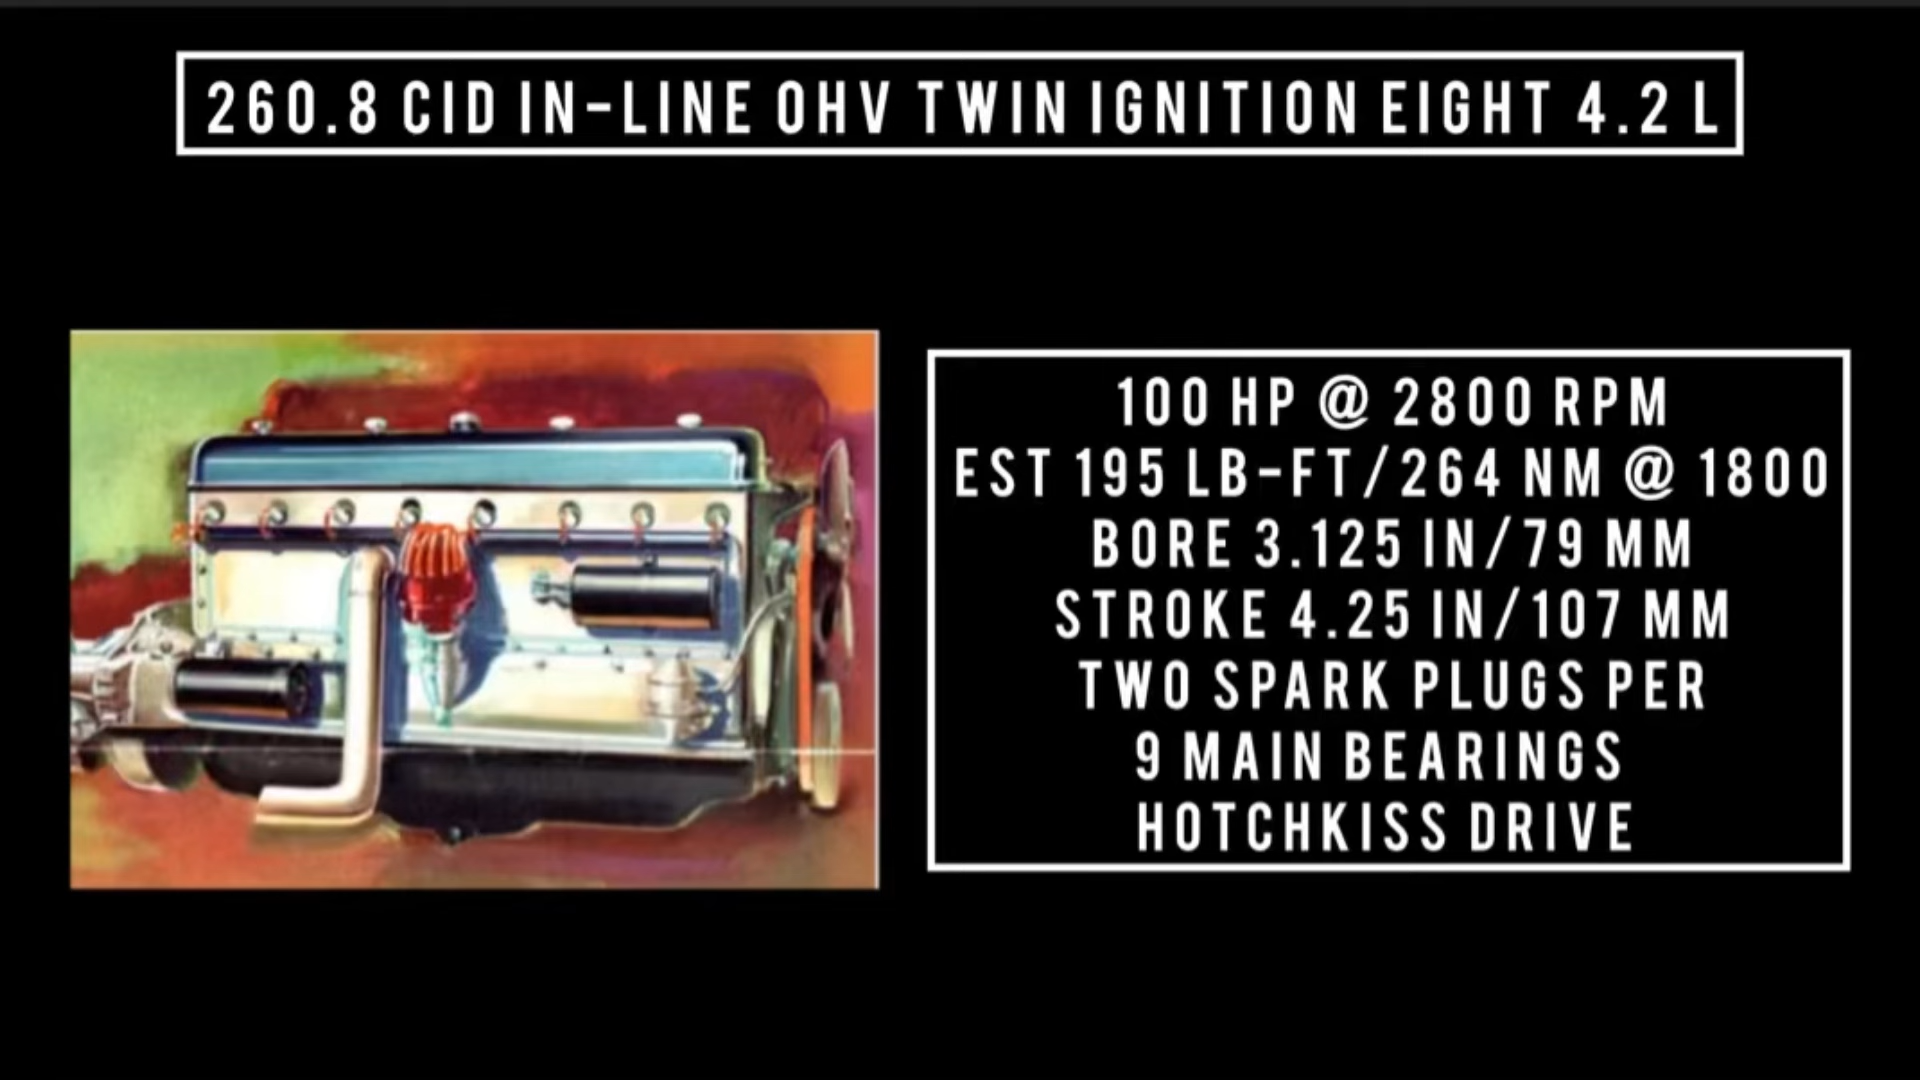 260.8 CID IN-LINE OHV TWIN IGNITION EIGHT 4.2 L
100 HP @ 2800 RPM
EST 195 LB-FT/264 NM @ 1800
BORE 3.125 IN/79 MM
STROKE 4.25 IN/107 MM
TWO SPARK PLUGS PER
9 MAIN BEARINGS
HOTCHKISS DRIVE